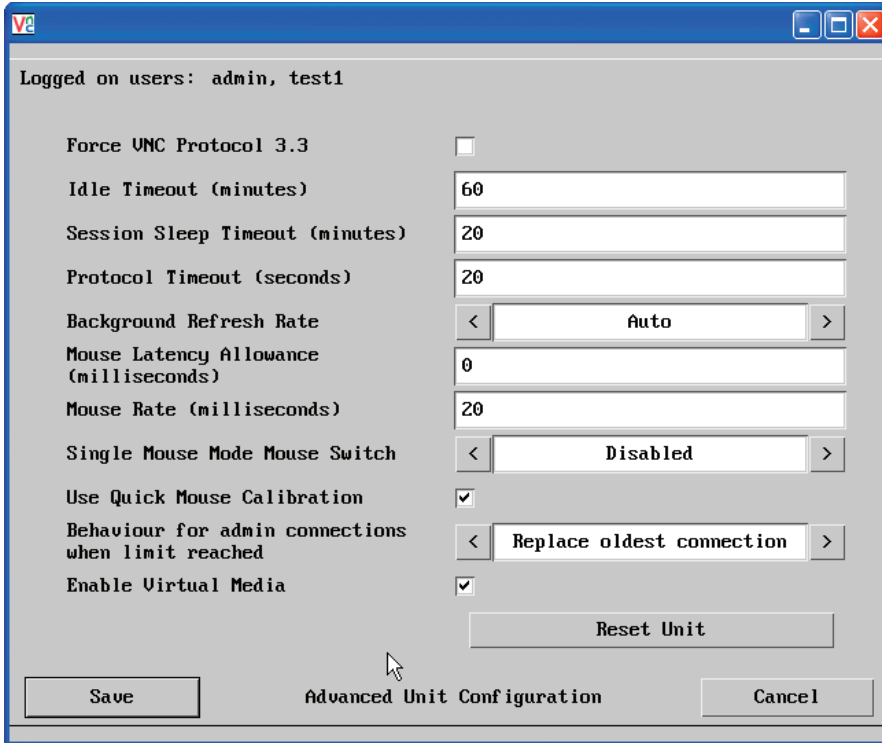 VNC
Logged on users: admin, test1
Force VNC Protocol 3.3
Idle Timeout (minutes) 60
Session Sleep Timeout (minutes) 20
Protocol Timeout (seconds) 20
Background Refresh Rate < Auto >
Mouse Latency Allowance
(milliseconds) 0
Mouse Rate (milliseconds) 20
Single Mouse Mode Mouse Switch < Disabled >
Use Quick Mouse Calibration
Behaviour for admin connections
when limit reached < Replace oldest connection >
Enable Virtual Media
Reset Unit
Save Advanced Unit Configuration Cancel